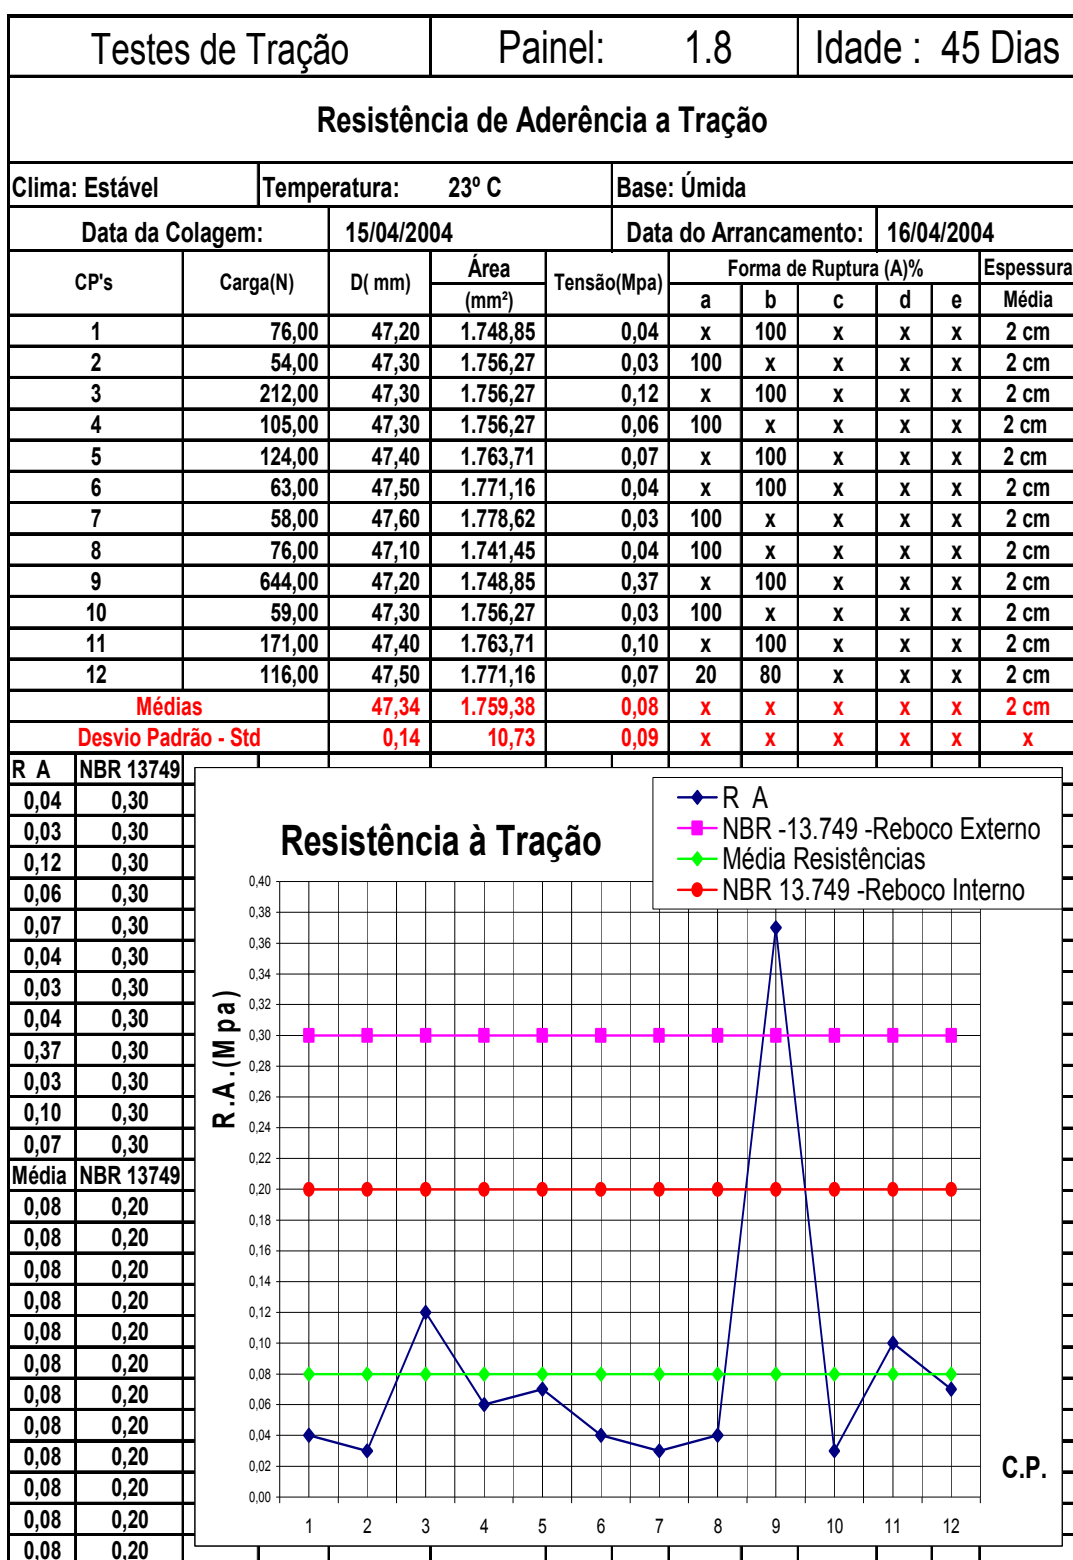 Testes de Tração Painel: 1.8 Idade : 45 Dias
Resistência de Aderência a Tração
Clima: Estável Temperatura: 23º C Base: Úmida
Data da Colagem: 15/04/2004 Data do Arrancamento: 16/04/2004
CP's Carga(N) D( mm) Área Tensão(Mpa) Forma de Ruptura (A)% Espessura
(mm²) a b c d e Média
1 76,00 47,20 1.748,85 0,04 x 100 x x x 2 cm
2 54,00 47,30 1.756,27 0,03 100 x x x x 2 cm
3 212,00 47,30 1.756,27 0,12 x 100 x x x 2 cm
4 105,00 47,30 1.756,27 0,06 100 x x x x 2 cm
5 124,00 47,40 1.763,71 0,07 x 100 x x x 2 cm
6 63,00 47,50 1.771,16 0,04 x 100 x x x 2 cm
7 58,00 47,60 1.778,62 0,03 100 x x x x 2 cm
8 76,00 47,10 1.741,45 0,04 100 x x x x 2 cm
9 644,00 47,20 1.748,85 0,37 x 100 x x x 2 cm
10 59,00 47,30 1.756,27 0,03 100 x x x x 2 cm
11 171,00 47,40 1.763,71 0,10 x 100 x x x 2 cm
12 116,00 47,50 1.771,16 0,07 20 80 x x x 2 cm
Médias 47,34 1.759,38 0,08 x x x x x 2 cm
Desvio Padrão - Std 0,14 10,73 0,09 x x x x x x
R A NBR 13749
0,04 0,30
0,03 0,30
0,12 0,30
0,06 0,30
0,07 0,30
0,04 0,30
0,03 0,30
0,04 0,30
0,37 0,30
0,03 0,30
0,10 0,30
0,07 0,30
Média NBR 13749
0,08 0,20
0,08 0,20
0,08 0,20
0,08 0,20
0,08 0,20
0,08 0,20
0,08 0,20
0,08 0,20
0,08 0,20
0,08 0,20
0,08 0,20
0,08 0,20
Resistência à Tração
R A
NBR -13.749 -Reboco Externo
Média Resistências
NBR 13.749 -Reboco Interno
R.A.(Mpa)
0,40
0,38
0,36
0,34
0,32
0,30
0,28
0,26
0,24
0,22
0,20
0,18
0,16
0,14
0,12
0,10
0,08
0,06
0,04
0,02
0,00
1 2 3 4 5 6 7 8 9 10 11 12
C.P.